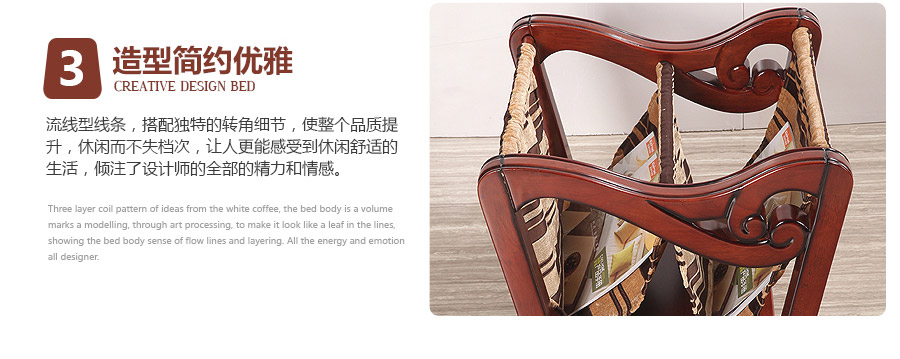 3
造型简约优雅
CREATIVE DESIGN BED
流线型线条，搭配独特的转角细节，使整个品质提
升，休闲而不失档次，让人更能感受到休闲舒适的
生活，倾注了设计师的全部的精力和情感。
Three layer coil pattern of ideas from the white coffee, the bed body is a volume
marks a modelling, through art processing, to make it look like a leaf in the lines,
showing the bed body sense of flow lines and layering. All the energy and emotion
all designer.